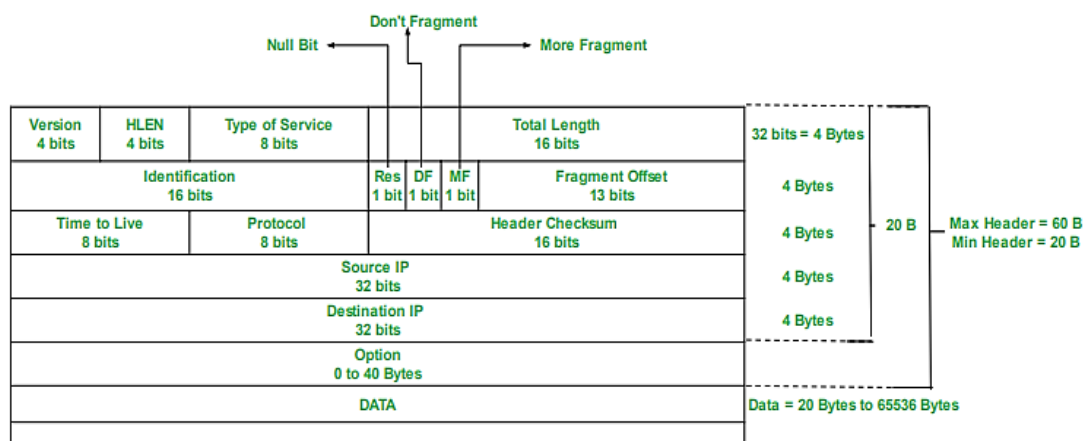 Don't Fragment
Null Bit
More Fragment
Version
4 bits
HLEN
4 bits
Type of Service
8 bits
Total Length
16 bits
32 bits = 4 Bytes
Identification
16 bits
Res
1 bit
DF
1 bit
MF
1 bit
Fragment Offset
13 bits
4 Bytes
Time to Live
8 bits
Protocol
8 bits
Header Checksum
16 bits
4 Bytes
20 B
Max Header = 60 B
Min Header = 20 B
Source IP
32 bits
4 Bytes
Destination IP
32 bits
4 Bytes
Option
0 to 40 Bytes
DATA
Data = 20 Bytes to 65536 Bytes